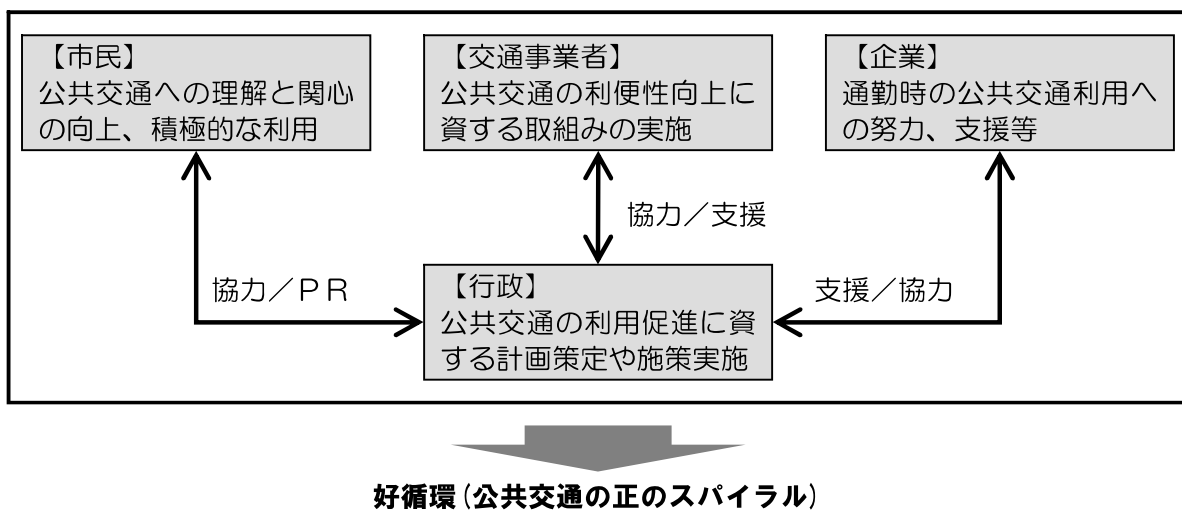 【市民】
公共交通への理解と関心
の向上、積極的な利用
【交通事業者】
公共交通の利便性向上に
資する取組みの実施
【企業】
通勤時の公共交通利用へ
の努力、支援等
協力／支援
協力／ＰＲ
【行政】
公共交通の利用促進に資
する計画策定や施策実施
支援／協力
好循環(公共交通の正のスパイラル)